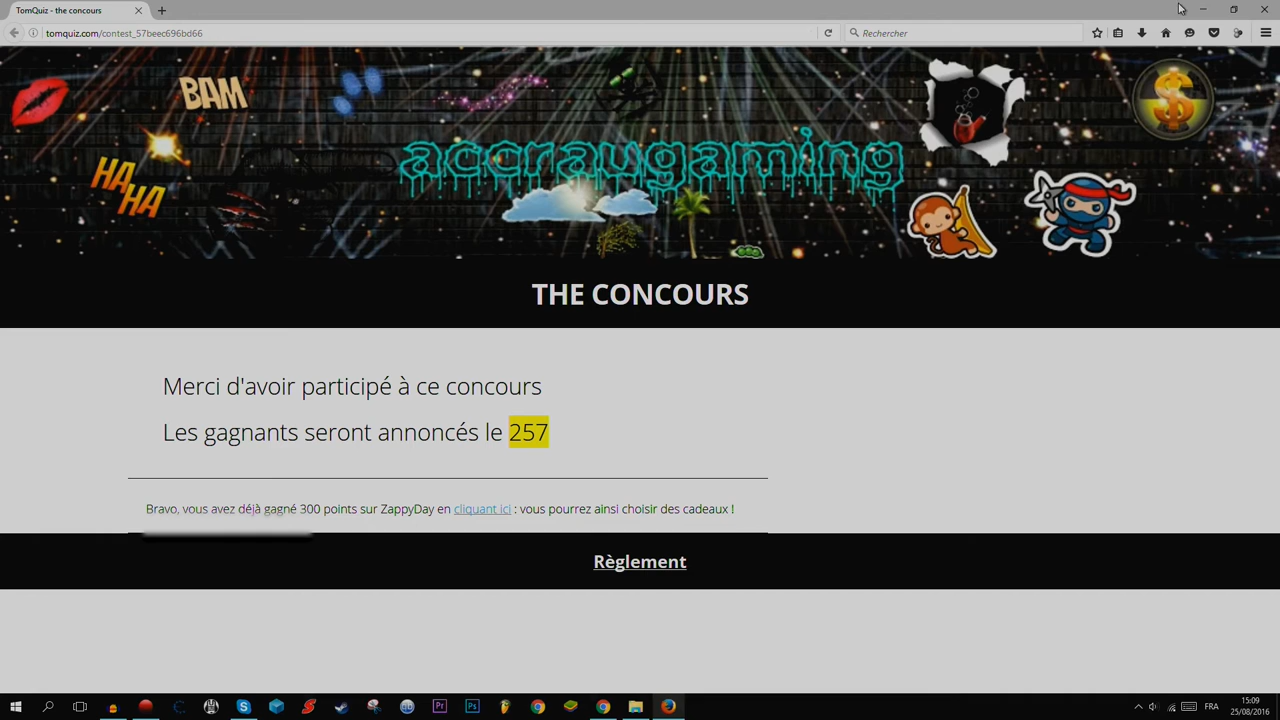 TomQuiz - the concours
tomquiz.com/contest_57beec696bd66
Rechercher
BAM
HA
HA
accraugaming
$
THE CONCOURS
Merci d'avoir participé à ce concours
Les gagnants seront annoncés le 257
Bravo, vous avez déjà gagné 300 points sur ZappyDay en cliquant ici : vous pourrez ainsi choisir des cadeaux !
Règlement
Pr
Ps
FRA
15:09
25/08/2016